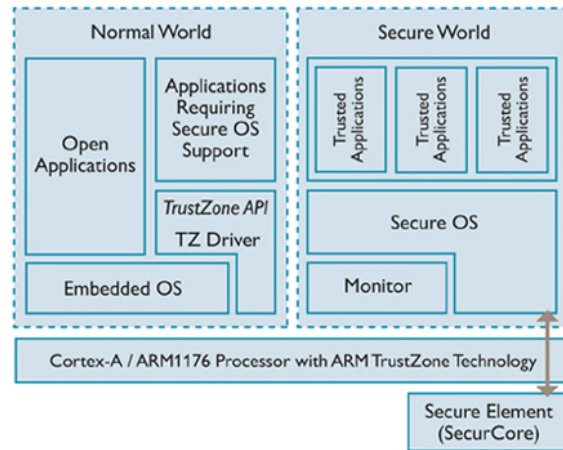 Normal World
Open
Applications
Applications
Requiring
Secure OS
Support
TrustZone API
TZ Driver
Embedded OS
Secure World
Trusted
Applications
Trusted
Applications
Trusted
Applications
Secure OS
Monitor
Cortex-A / ARM1176 Processor with ARM TrustZone Technology
Secure Element
(SecurCore)